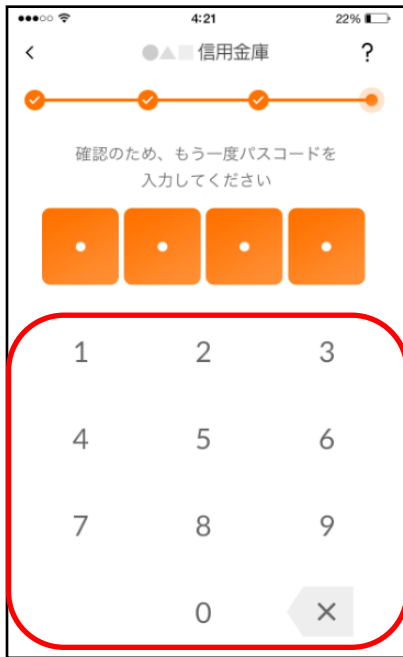 4:21
22%
●▲■信用金庫
?
確認のため、もう一度パスコードを
入力してください
1 2 3
4 5 6
7 8 9
0